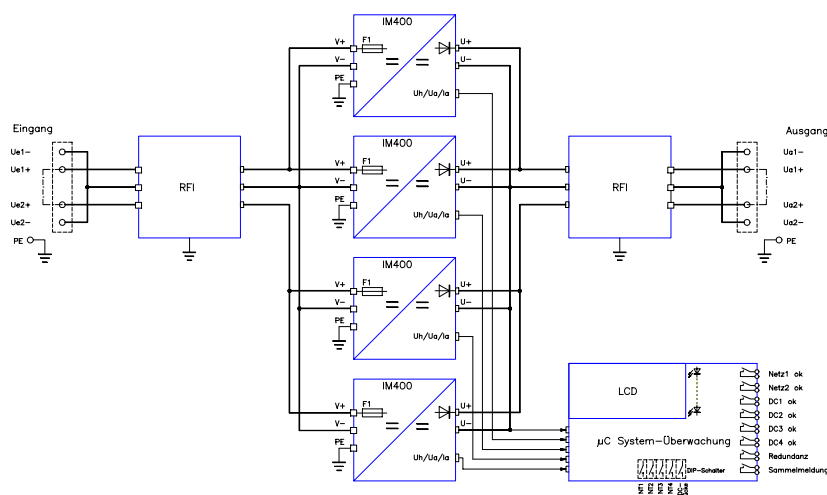 IM400
V+ F1 U+
V- = = U-
PE
Uh/Ua/Ia
Eingang
Ausgang
Ue1-
Ue1+
Ue2+
Ue2-
PE
RFI
IM400
V+ F1 U+
V- = = U-
PE
Uh/Ua/Ia
RFI
Ua1-
Ua1+
Ua2+
Ua2-
PE
IM400
V+ F1 U+
V- = = U-
PE
Uh/Ua/Ia
IM400
V+ F1 U+
V- = = U-
PE
Uh/Ua/Ia
LCD
µC System-Überwachung
DIP-Schalter
NT1
NT2
NT3
NT4
Netz1 ok
Netz2 ok
DC1 ok
DC2 ok
DC3 ok
DC4 ok
Redundanz
Sammelmeldung